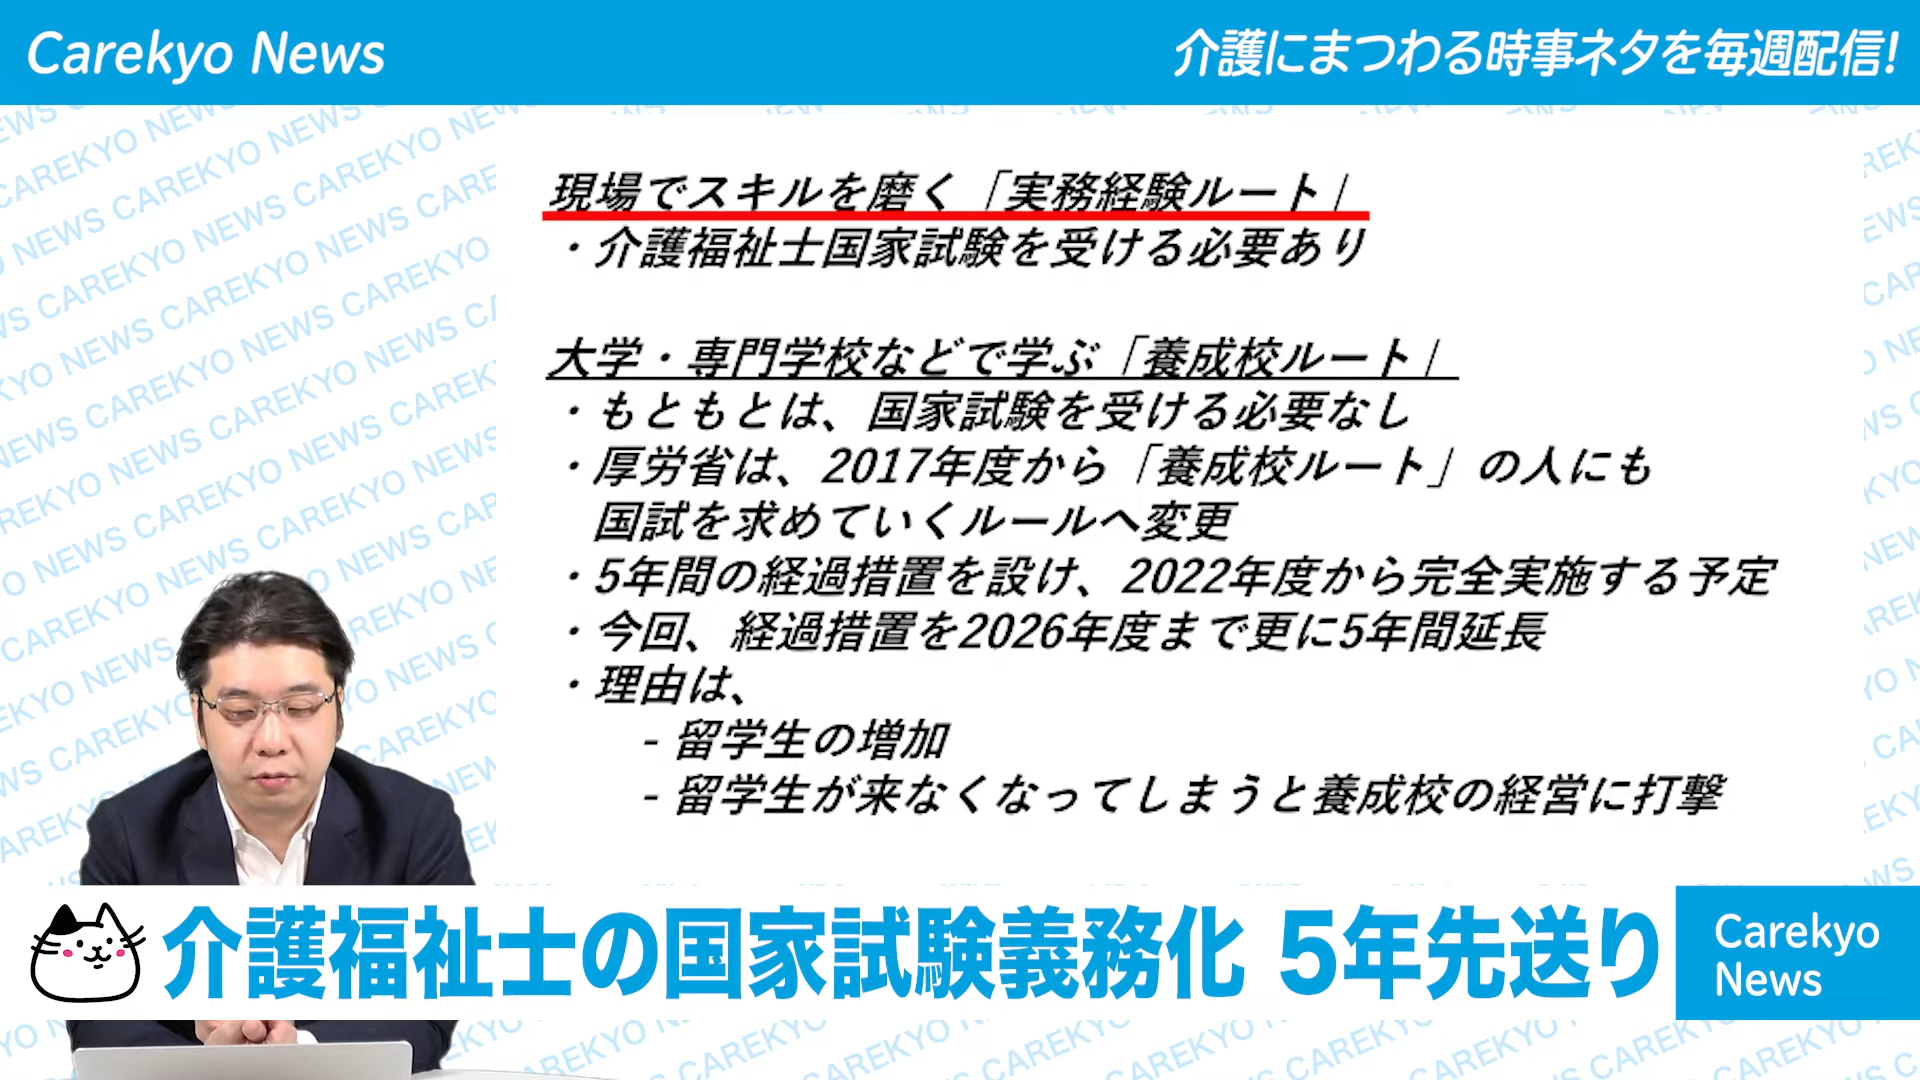 Carekyo News
介護にまつわる時事ネタを毎週配信!
現場でスキルを磨く「実務経験ルート」
・介護福祉士国家試験を受ける必要あり
大学・専門学校などで学ぶ「養成校ルート」
・もともとは、国家試験を受ける必要なし
・厚労省は、2017年度から「養成校ルート」の人にも
国試を求めていくルールへ変更
・5年間の経過措置を設け、2022年度から完全実施する予定
・今回、経過措置を2026年度まで更に5年間延長
・理由は、
- 留学生の増加
- 留学生が来なくなってしまうと養成校の経営に打撃
介護福祉士の国家試験義務化 5年先送り
Carekyo
News